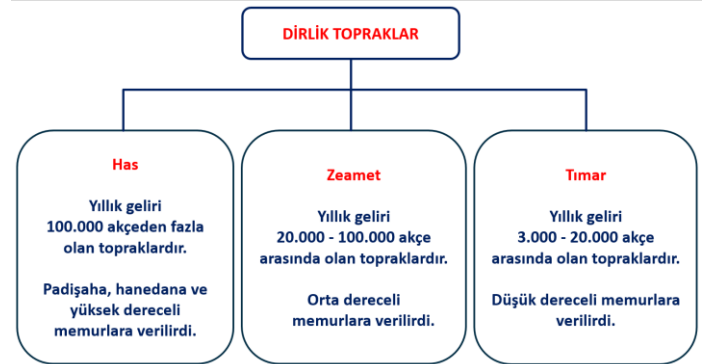 DİRLİK TOPRAKLAR
Has
Yıllık geliri
100.000 akçeden fazla
olan topraklardır.
Padişaha, hanedana ve
yüksek dereceli
memurlara verilirdi.
Zeamet
Yıllık geliri
20.000 - 100.000 akçe
arasında olan topraklardır.
Orta dereceli
memurlara verilirdi.
Tımar
Yıllık geliri
3.000 - 20.000 akçe
arasında olan topraklardır.
Düşük dereceli memurlara
verilirdi.